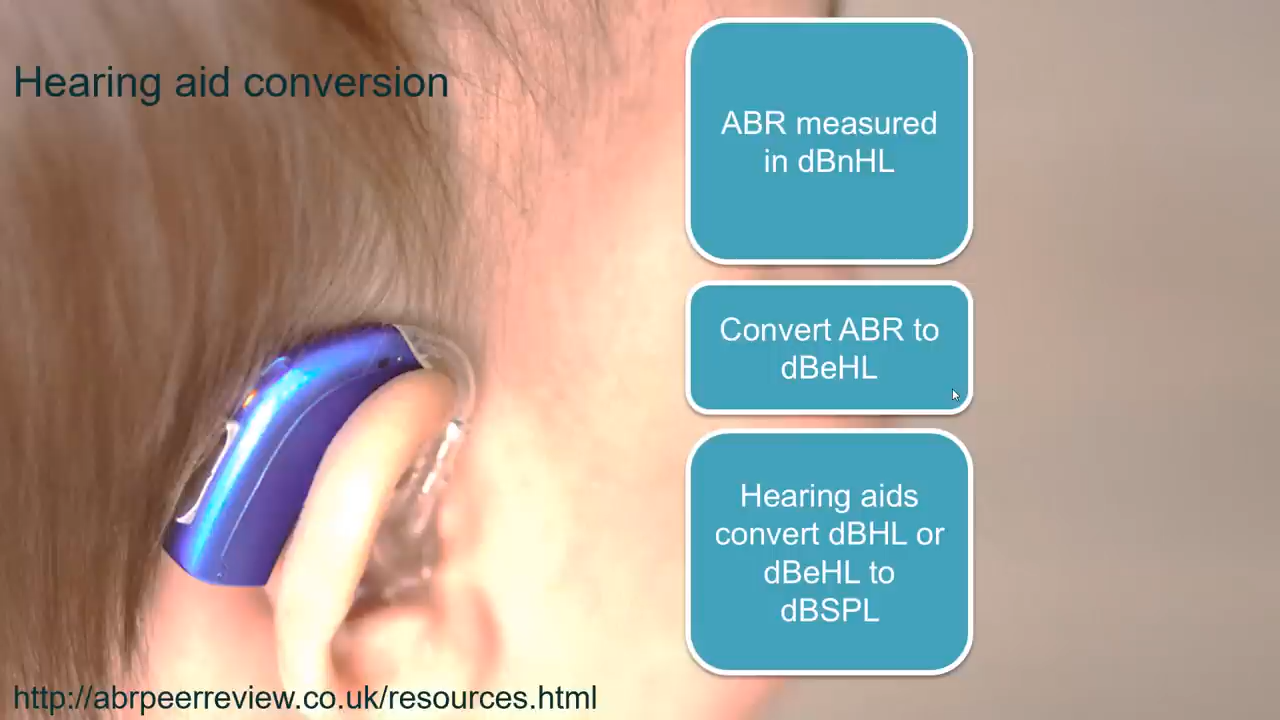 Hearing aid conversion
ABR measured
in dBnHL
Convert ABR to
dBeHL
Hearing aids
convert dBHL or
dBeHL to
dBSPL
http://abrpeerreview.co.uk/resources.html